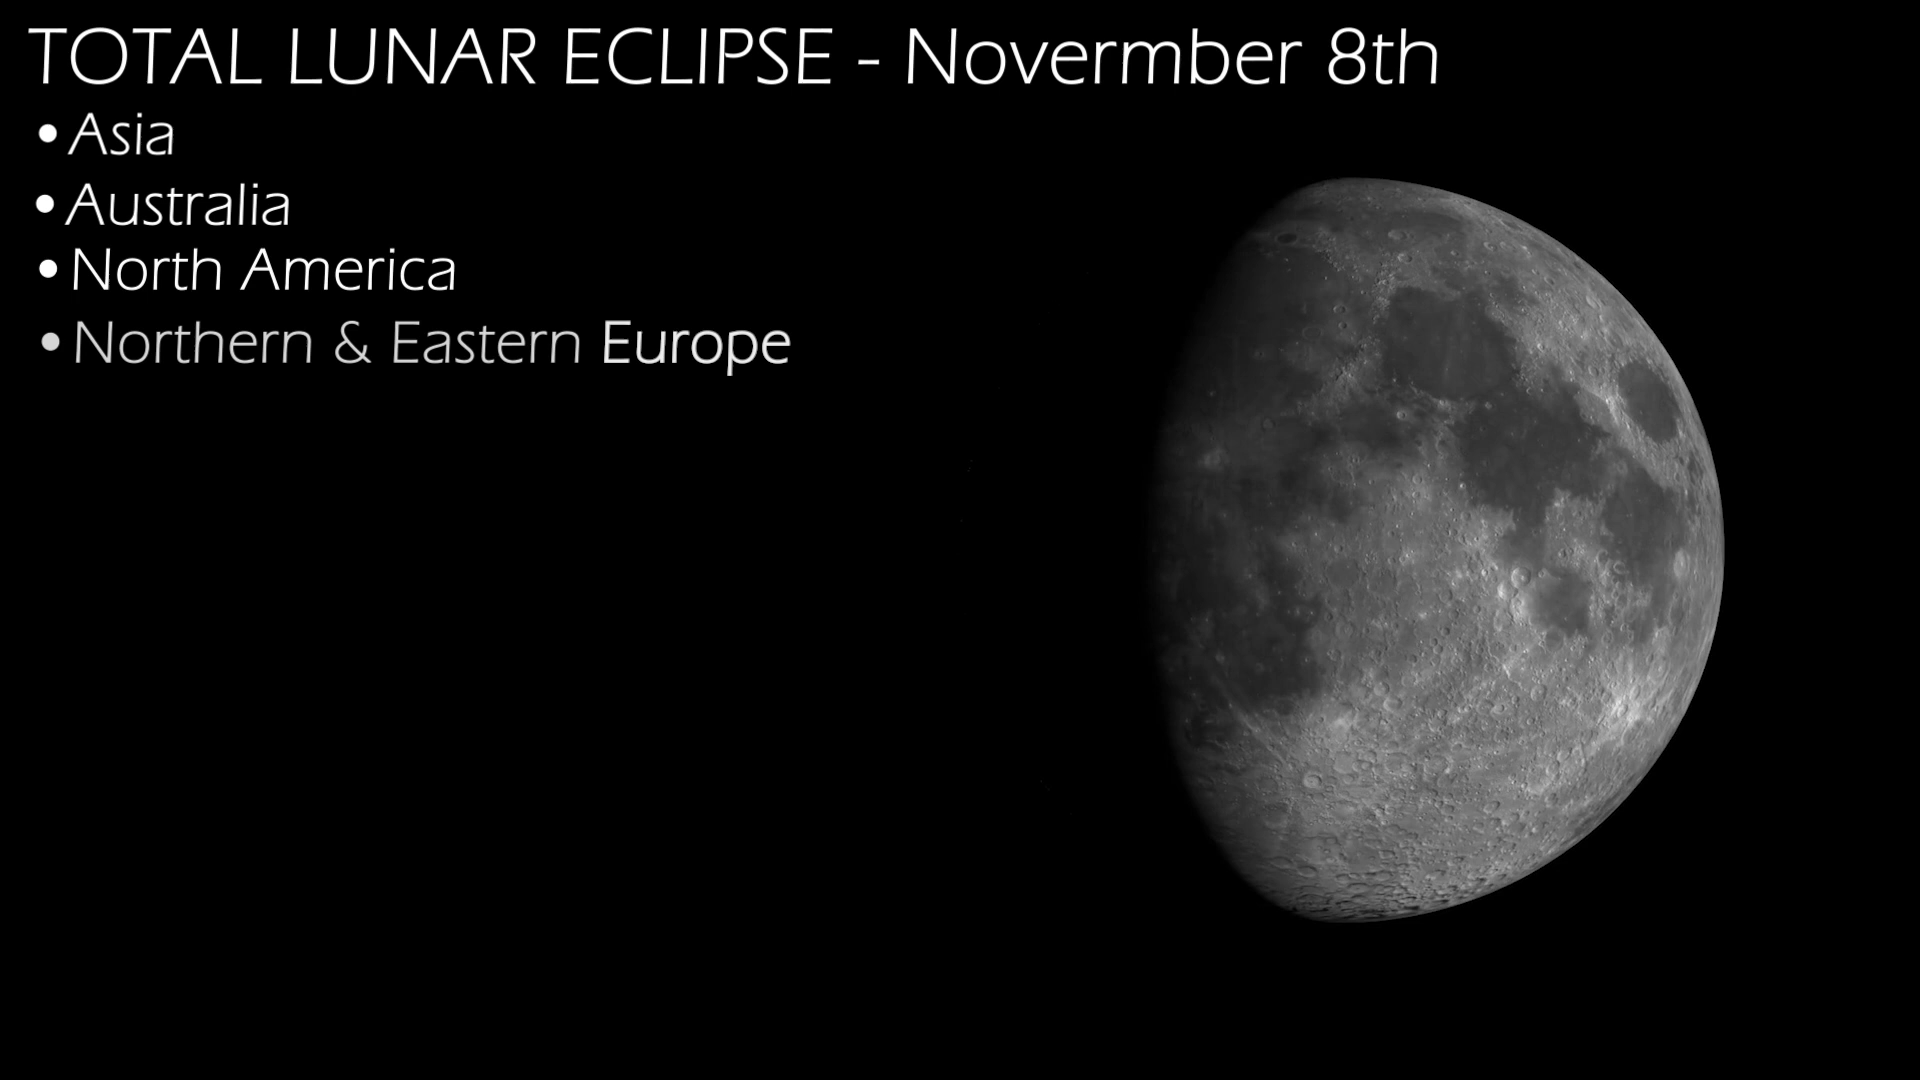 TOTAL LUNAR ECLIPSE - Novermber 8th
• Asia
• Australia
• North America
• Northern & Eastern Europe